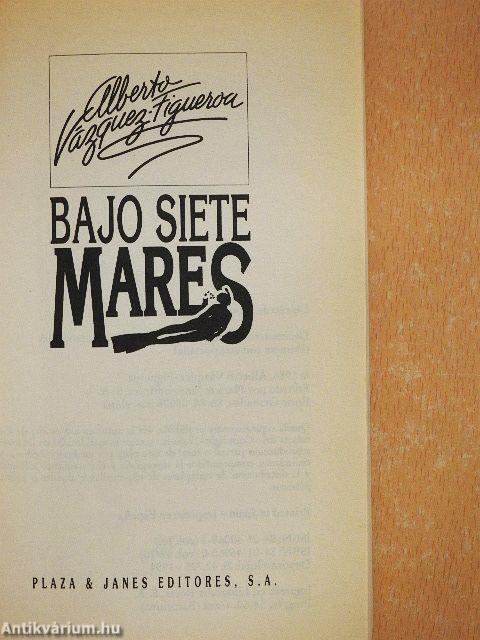 Alberto
Vázquez-Figueroa
BAJO SIETE
MARES
PLAZA & JANES EDITORES, S.A.
Antikvárium.hu